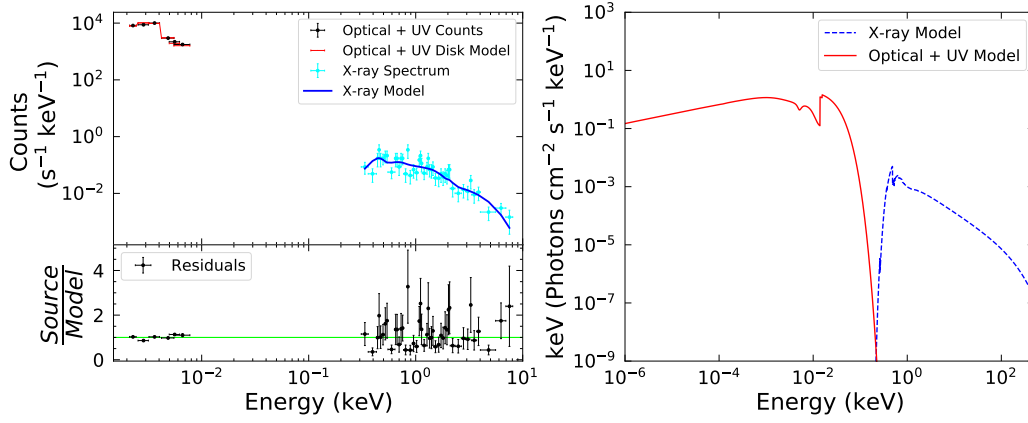 10^4
10^2
10^0
10^-2
Counts
(s^-1 keV^-1)
Optical + UV Counts
Optical + UV Disk Model
X-ray Spectrum
X-ray Model
4
2
0
Source
Model
Residuals
10^-2
10^-1
10^0
10^1
Energy (keV)
10^3
10^1
10^-1
10^-3
10^-5
10^-7
10^-9
keV (Photons cm^-2 s^-1 keV^-1)
X-ray Model
Optical + UV Model
10^-6
10^-4
10^-2
10^0
10^2
Energy (keV)